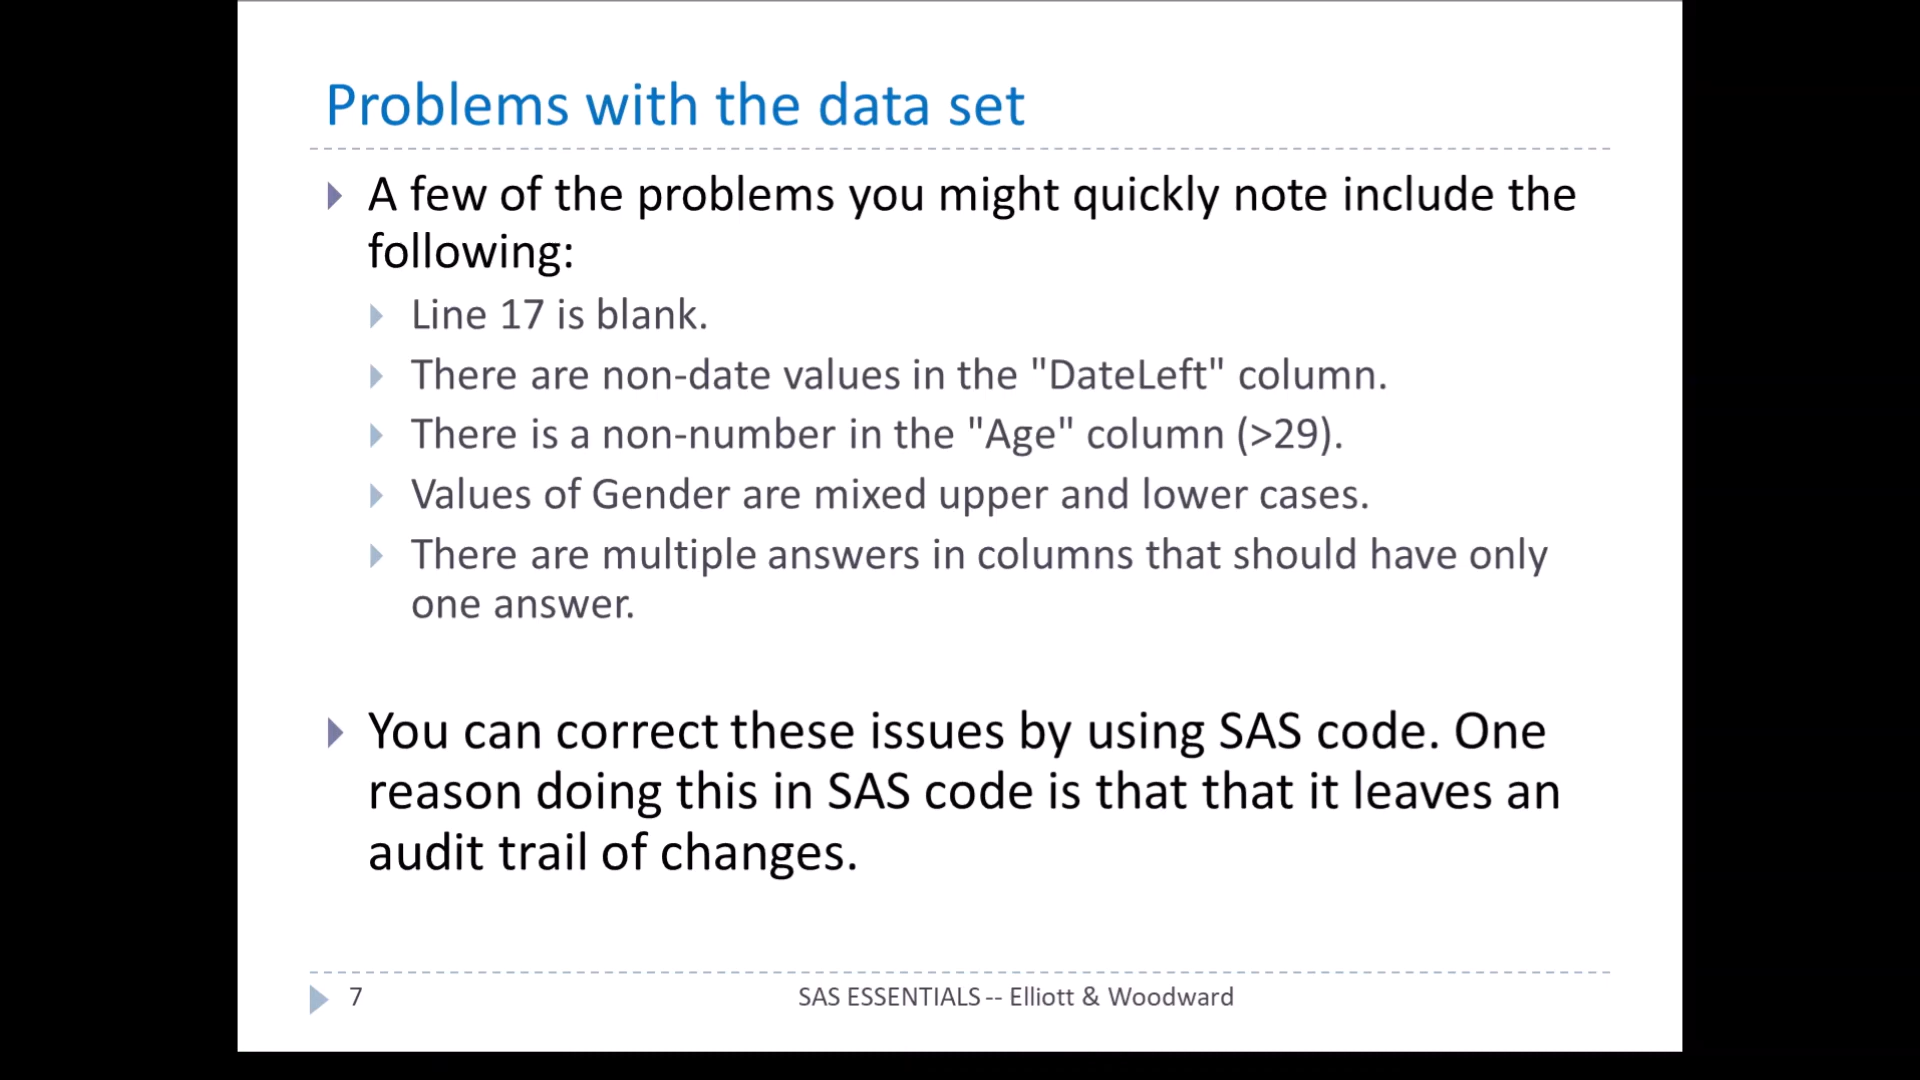 Problems with the data set
A few of the problems you might quickly note include the
following:
Line 17 is blank.
There are non-date values in the "DateLeft" column.
There is a non-number in the "Age" column (>29).
Values of Gender are mixed upper and lower cases.
There are multiple answers in columns that should have only
one answer.
You can correct these issues by using SAS code. One
reason doing this in SAS code is that that it leaves an
audit trail of changes.
7
SAS ESSENTIALS -- Elliott & Woodward